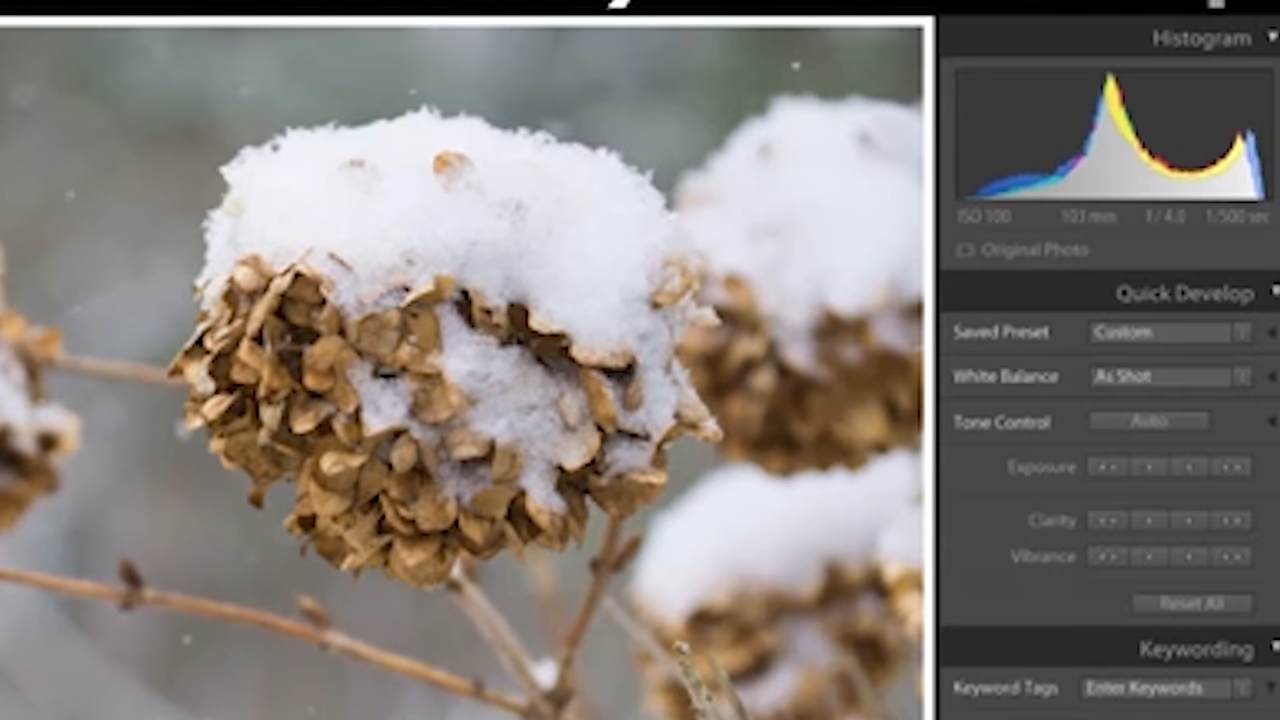 Histogram
ISO 100 103 mm f / 4.0 1/500 sec
Original Photo
Quick Develop
Saved Preset Custom
White Balance As Shot
Tone Control Auto
Exposure
Clarity
Vibrance
Reset All
Keywording
Keyword Tags Enter Keywords